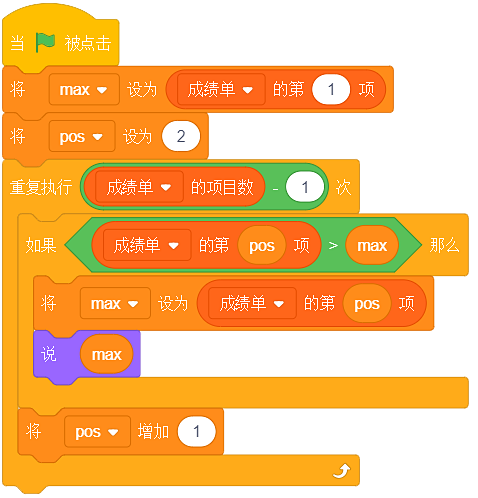 当 被点击
将 max 设为 成绩单 的第 1 项
将 pos 设为 2
重复执行 成绩单 的项目数 - 1 次
如果 成绩单 的第 pos 项 > max 那么
将 max 设为 成绩单 的第 pos 项
说 max
将 pos 增加 1